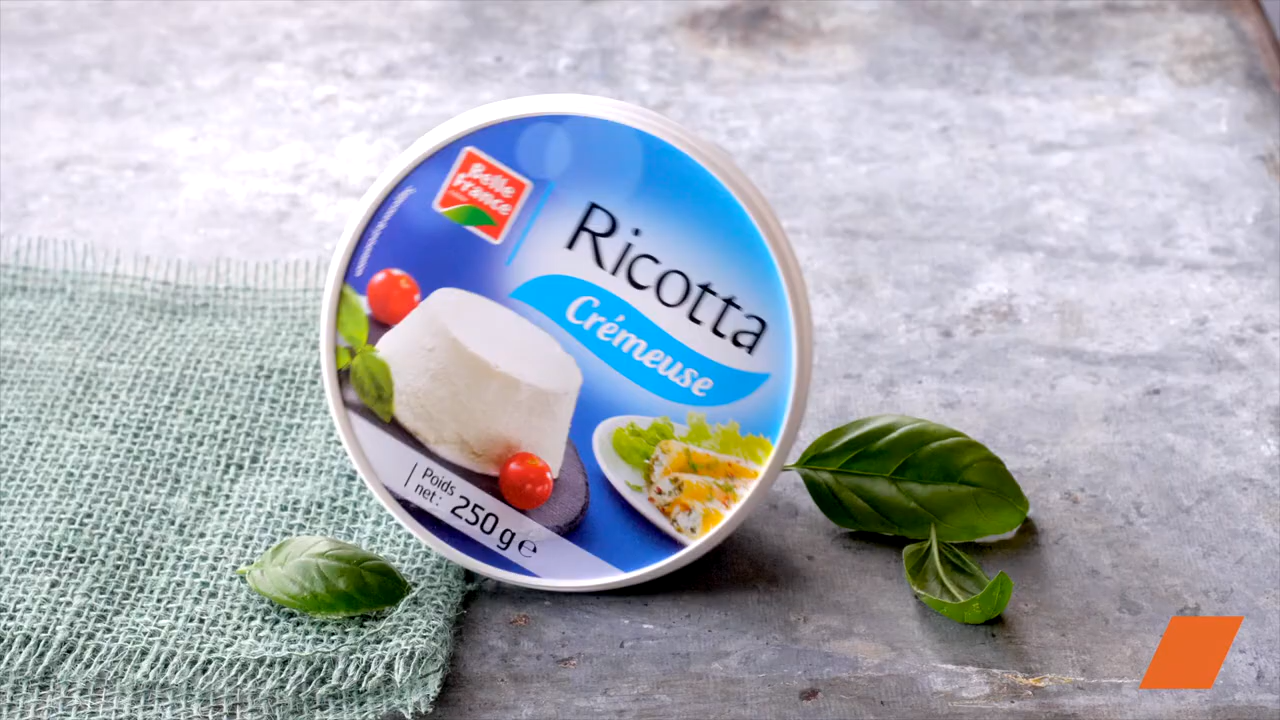 Belle
France
Ricotta
Crémeuse
Poids
net: 250 g ℮